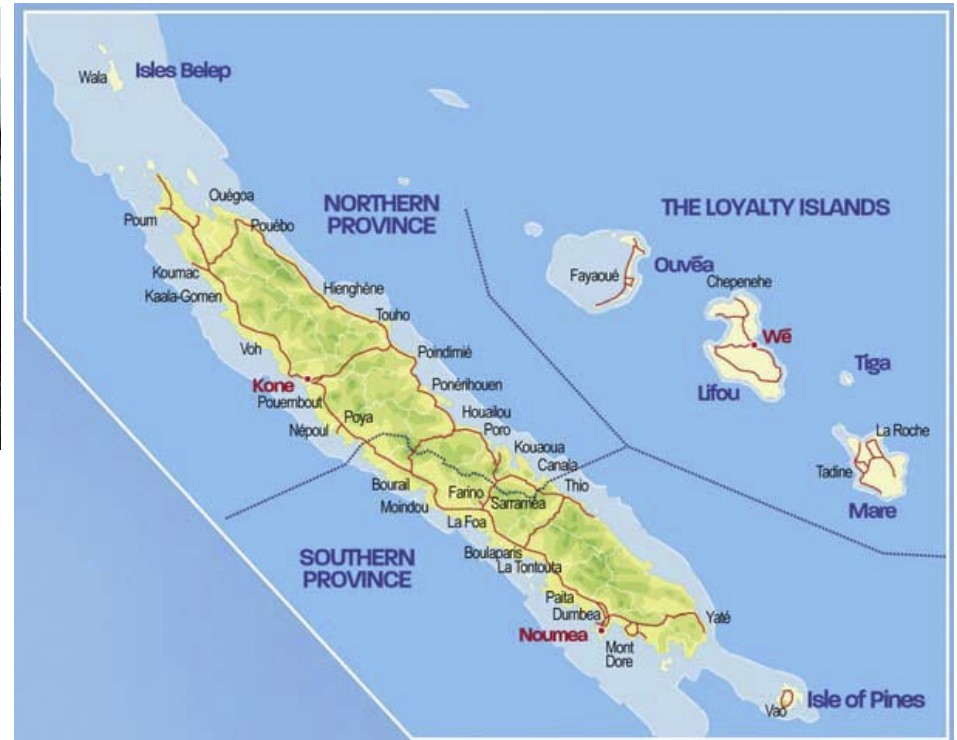 Wala
Isles Belep
Ouégoa
NORTHERN
PROVINCE
THE LOYALTY ISLANDS
Poum
Pouébo
Koumac
Kaala-Gomen
Hienghène
Touho
Fayaoué
Ouvéa
Chepenehe
Voh
Poindimié
Wé
Tiga
Kone
Pouembout
Ponérihouen
Lifou
Népoui
Poya
Houaïlou
Poro
Kouaoua
Canala
La Roche
Tadine
Mare
Bourail
Farino
Sarraméa
Thio
Moindou
La Foa
SOUTHERN
PROVINCE
Boulaparis
La Tontouta
Paita
Dumbea
Noumea
Mont
Dore
Yaté
Vao
Isle of Pines